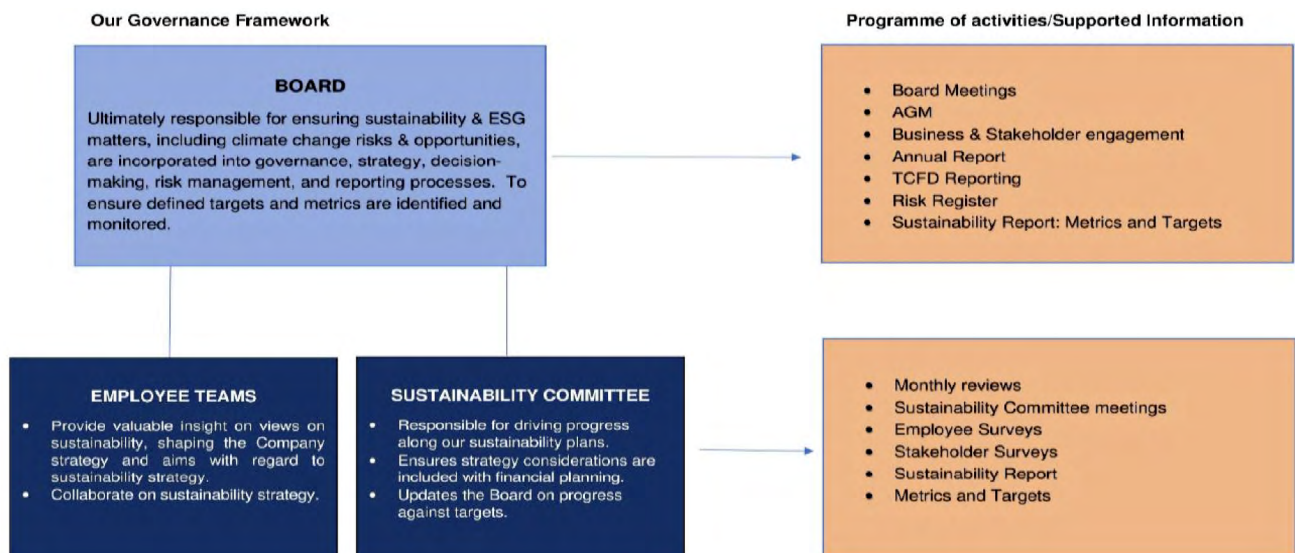 Our Governance Framework
Programme of activities/Supported Information
BOARD
Ultimately responsible for ensuring sustainability & ESG
matters, including climate change risks & opportunities,
are incorporated into governance, strategy, decision-
making, risk management, and reporting processes. To
ensure defined targets and metrics are identified and
monitored.
• Board Meetings
• AGM
• Business & Stakeholder engagement
• Annual Report
• TCFD Reporting
• Risk Register
• Sustainability Report: Metrics and Targets
EMPLOYEE TEAMS
• Provide valuable insight on views on
sustainability, shaping the Company
strategy and aims with regard to
sustainability strategy.
• Collaborate on sustainability strategy.
SUSTAINABILITY COMMITTEE
• Responsible for driving progress
along our sustainability plans.
• Ensures strategy considerations are
included with financial planning.
• Updates the Board on progress
against targets.
• Monthly reviews
• Sustainability Committee meetings
• Employee Surveys
• Stakeholder Surveys
• Sustainability Report
• Metrics and Targets